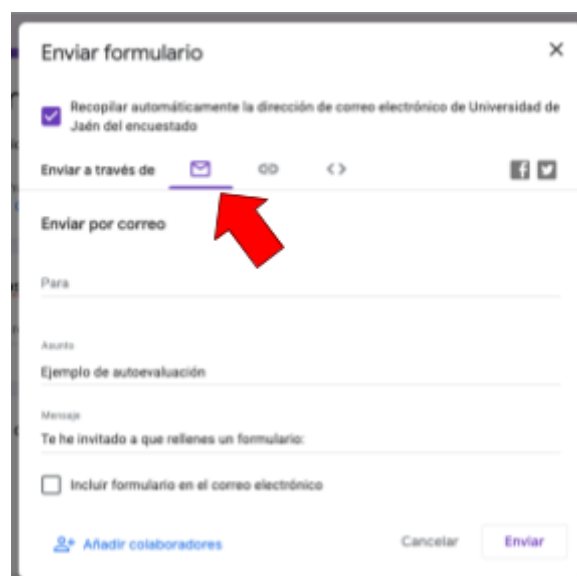 Enviar formulario
Recopilar automáticamente la dirección de correo electrónico de Universidad de
Jaén del encuestado
Enviar a través de
Enviar por correo
Para
Asunto
Ejemplo de autoevaluación
Mensaje
Te he invitado a que rellenes un formulario:
Incluir formulario en el correo electrónico
Añadir colaboradores Cancelar Enviar